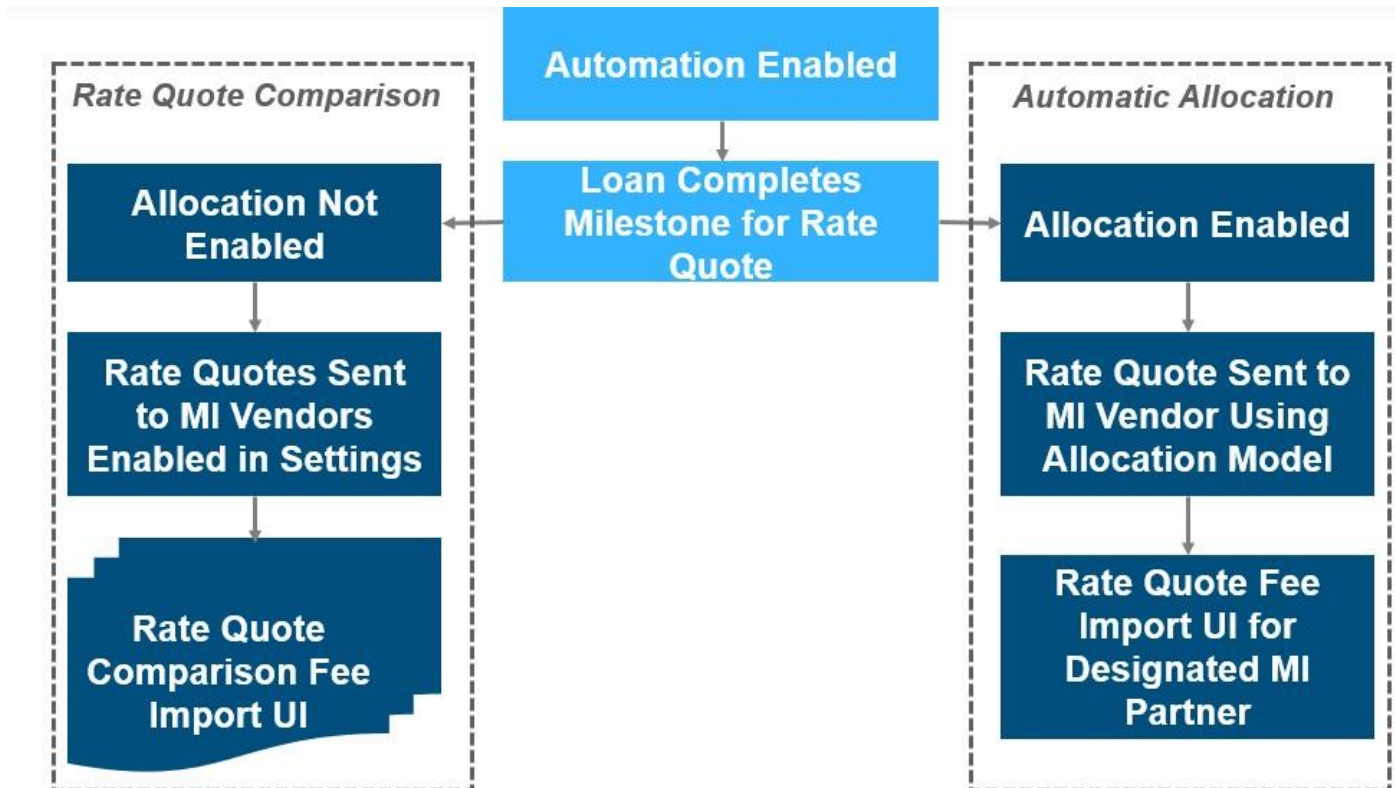 Automation Enabled
Rate Quote Comparison
Automatic Allocation
Loan Completes
Milestone for Rate
Quote
Allocation Not
Enabled
Allocation Enabled
Rate Quotes Sent
to MI Vendors
Enabled in Settings
Rate Quote Sent to
MI Vendor Using
Allocation Model
Rate Quote
Comparison Fee
Import UI
Rate Quote Fee
Import UI for
Designated MI
Partner